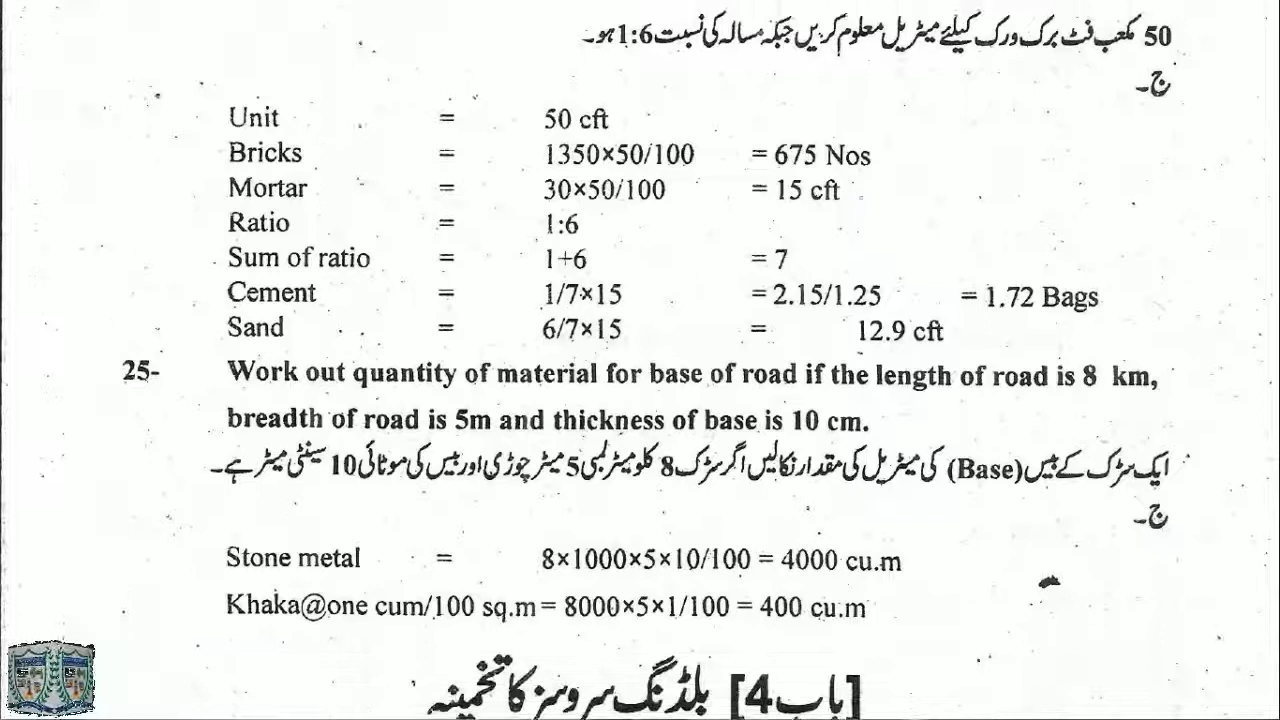 50 مکعب فٹ برک ورک کیلئے میٹریل معلوم کریں جبکہ مسالہ کی نسبت 1:6 ہو۔
ج۔
Unit = 50 cft
Bricks = 1350×50/100 = 675 Nos
Mortar = 30×50/100 = 15 cft
Ratio = 1:6
Sum of ratio = 1+6 = 7
Cement = 1/7×15 = 2.15/1.25 = 1.72 Bags
Sand = 6/7×15 = 12.9 cft
25- Work out quantity of material for base of road if the length of road is 8 km,
breadth of road is 5m and thickness of base is 10 cm.
ایک سڑک کے بیس (Base) کی میٹریل کی مقدار نکالیں اگر سڑک 8 کلومیٹر لمبی 5 میٹر چوڑی اور بیس کی موٹائی 10 سینٹی میٹر ہے۔
ج۔
Stone metal = 8×1000×5×10/100 = 4000 cu.m
Khaka@one cum/100 sq.m = 8000×5×1/100 = 400 cu.m
[باب 4] بلڈنگ سروسز کا تخمینہ